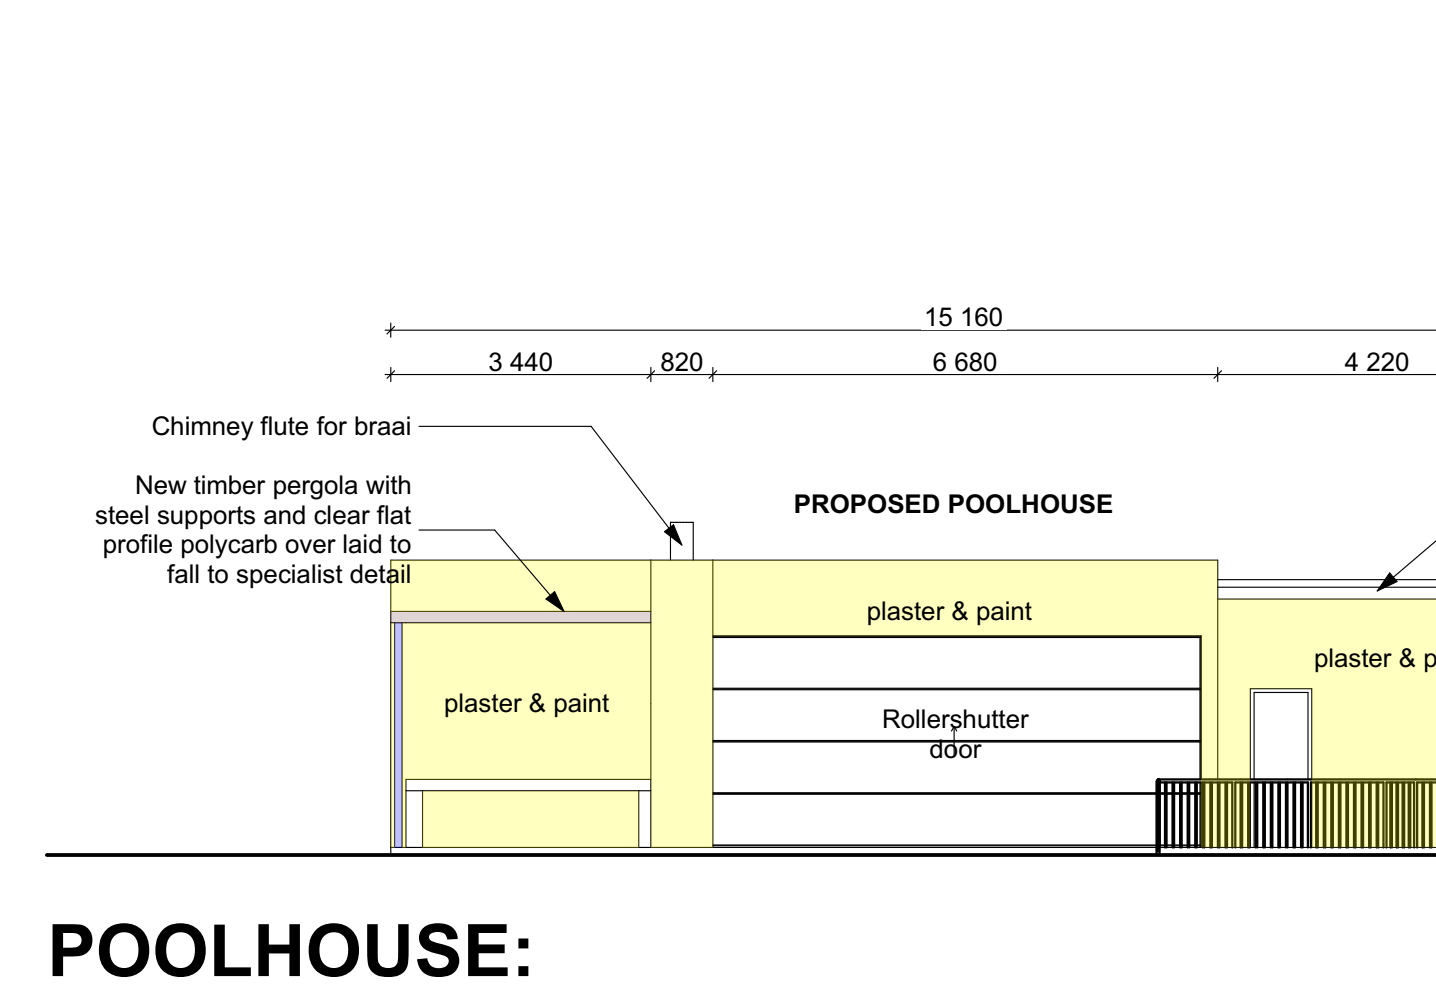 15 160
3 440 820 6 680 4 220
Chimney flute for braai
New timber pergola with
steel supports and clear flat
profile polycarb over laid to
fall to specialist detail
PROPOSED POOLHOUSE
plaster & paint
plaster & p
plaster & paint
Rollershutter
door
POOLHOUSE: